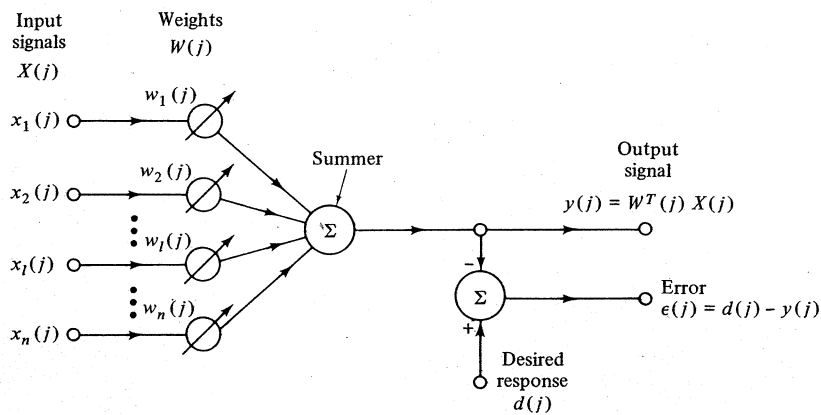 Input
signals
X(j)
Weights
W(j)
x₁(j)
w₁(j)
x₂(j)
w₂(j)
xₗ(j)
wₗ(j)
xₙ(j)
wₙ(j)
Summer
Σ
Output
signal
y(j) = Wᵀ(j) X(j)
−
Σ
+
Error
ϵ(j) = d(j) − y(j)
Desired
response
d(j)